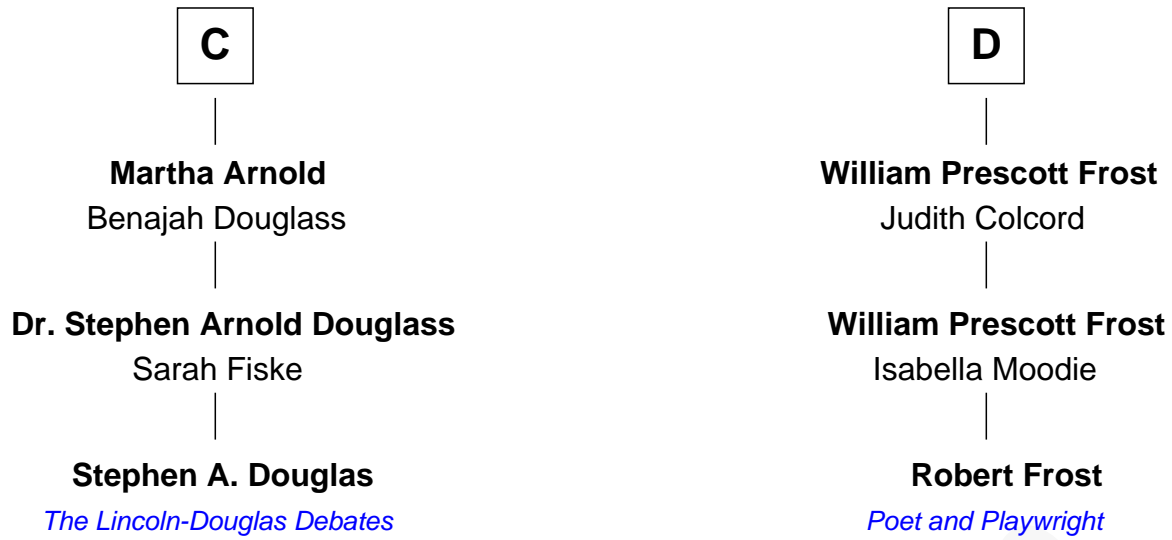 C
Martha Arnold
Benajah Douglass
Dr. Stephen Arnold Douglass
Sarah Fiske
Stephen A. Douglas
The Lincoln-Douglas Debates
D
William Prescott Frost
Judith Colcord
William Prescott Frost
Isabella Moodie
Robert Frost
Poet and Playwright